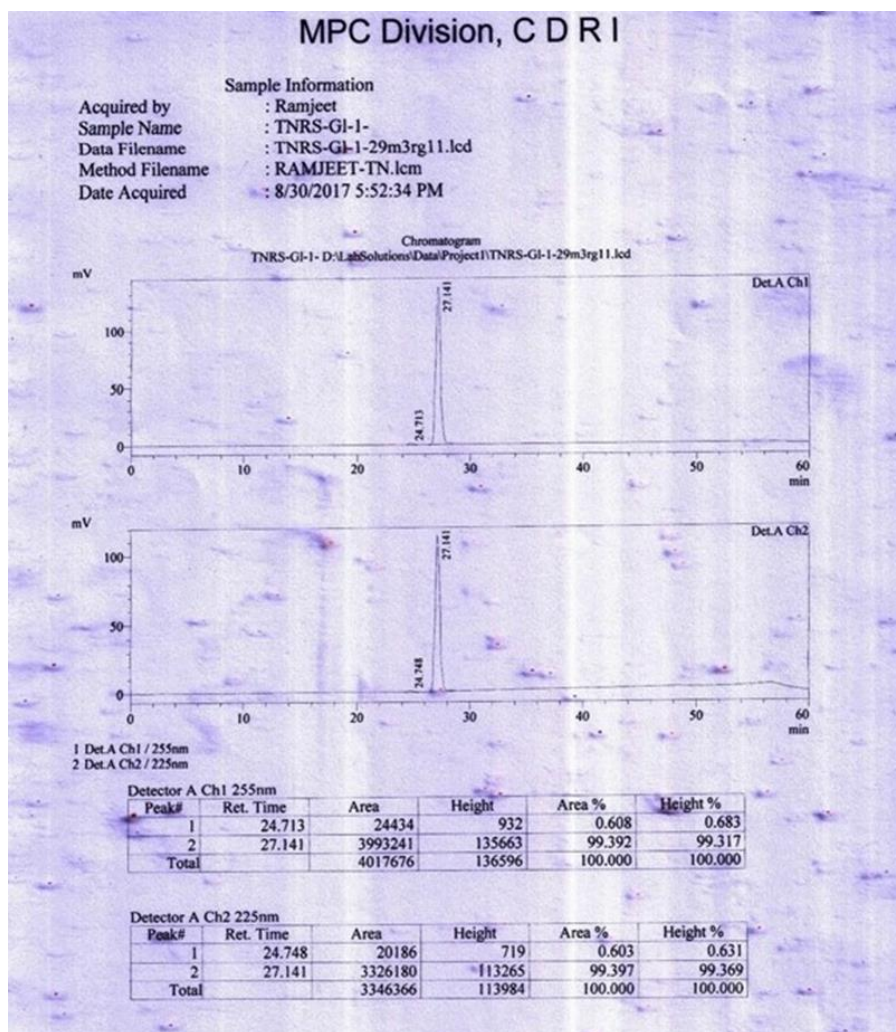 MPC Division, C D R I
Sample Information
Acquired by : Ramjeet
Sample Name : TNRS-Gl-1-
Data Filename : TNRS-Gl-1-29m3rg11.lcd
Method Filename : RAMJEET-TN.lcm
Date Acquired : 8/30/2017 5:52:34 PM
Chromatogram
TNRS-Gl-1- D:\LabSolutions\Data\Project1\TNRS-Gl-1-29m3rg11.lcd
mV
Det.A Ch1
27.141
100
50
24.713
0
0 10 20 30 40 50 60
min
mV
Det.A Ch2
27.141
100
50
24.748
0
0 10 20 30 40 50 60
min
1 Det.A Ch1 / 255nm
2 Det.A Ch2 / 225nm
Detector A Ch1 255nm
Peak# Ret. Time Area Height Area % Height %
1 24.713 24434 932 0.608 0.683
2 27.141 3993241 135663 99.392 99.317
Total 4017676 136596 100.000 100.000
Detector A Ch2 225nm
Peak# Ret. Time Area Height Area % Height %
1 24.748 20186 719 0.603 0.631
2 27.141 3326180 113265 99.397 99.369
Total 3346366 113984 100.000 100.000